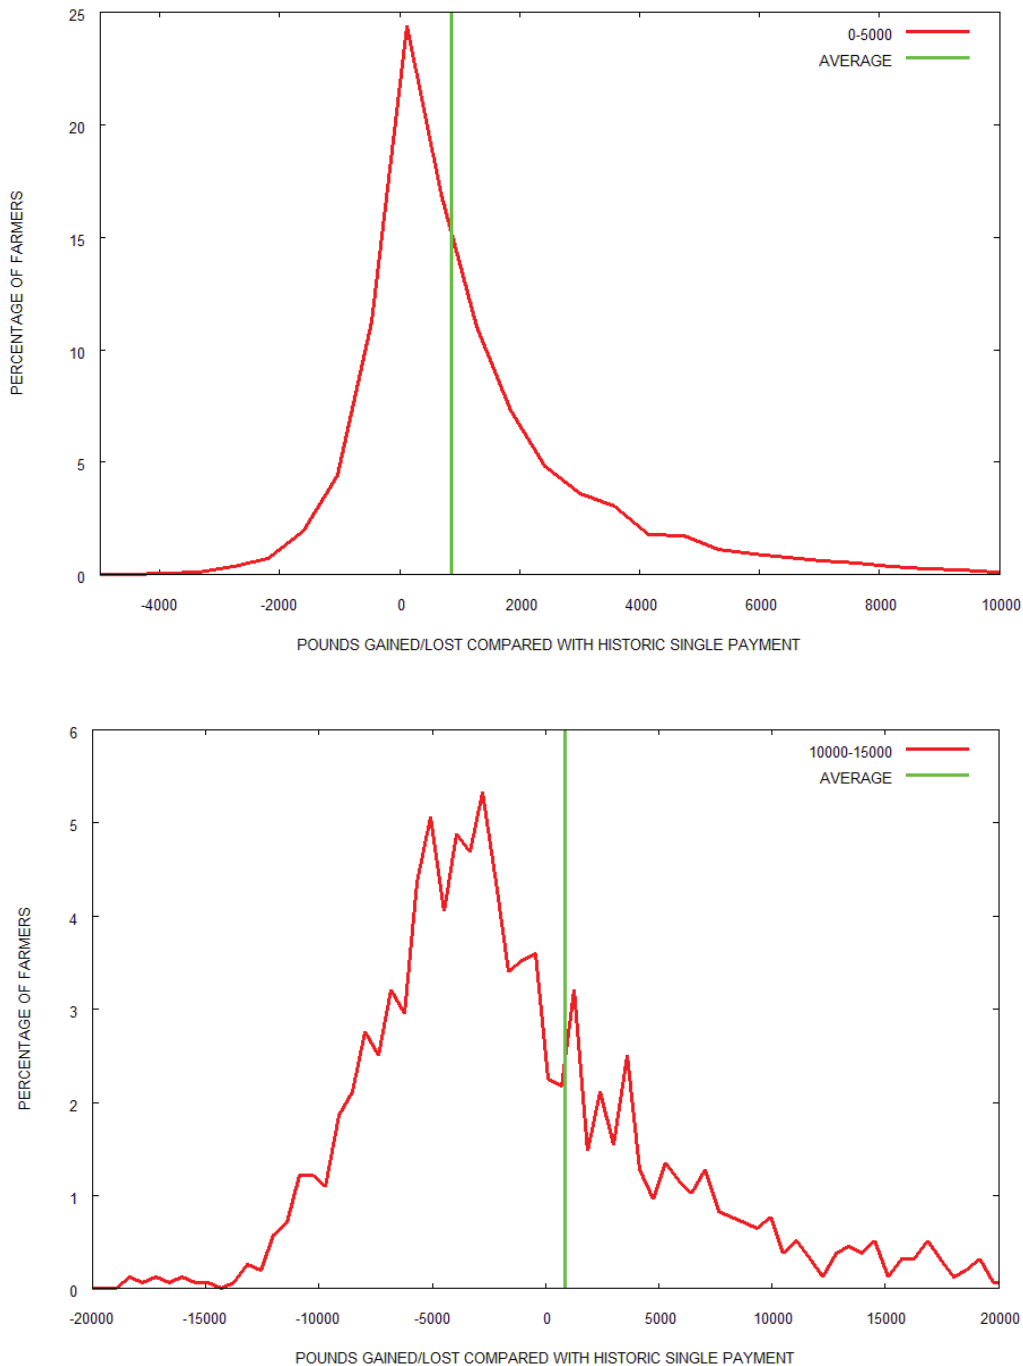 25
0-5000
AVERAGE
20
15
10
5
0
PERCENTAGE OF FARMERS
-4000 -2000 0 2000 4000 6000 8000 10000
POUNDS GAINED/LOST COMPARED WITH HISTORIC SINGLE PAYMENT
6
10000-15000
AVERAGE
5
4
3
2
1
0
PERCENTAGE OF FARMERS
-20000 -15000 -10000 -5000 0 5000 10000 15000 20000
POUNDS GAINED/LOST COMPARED WITH HISTORIC SINGLE PAYMENT